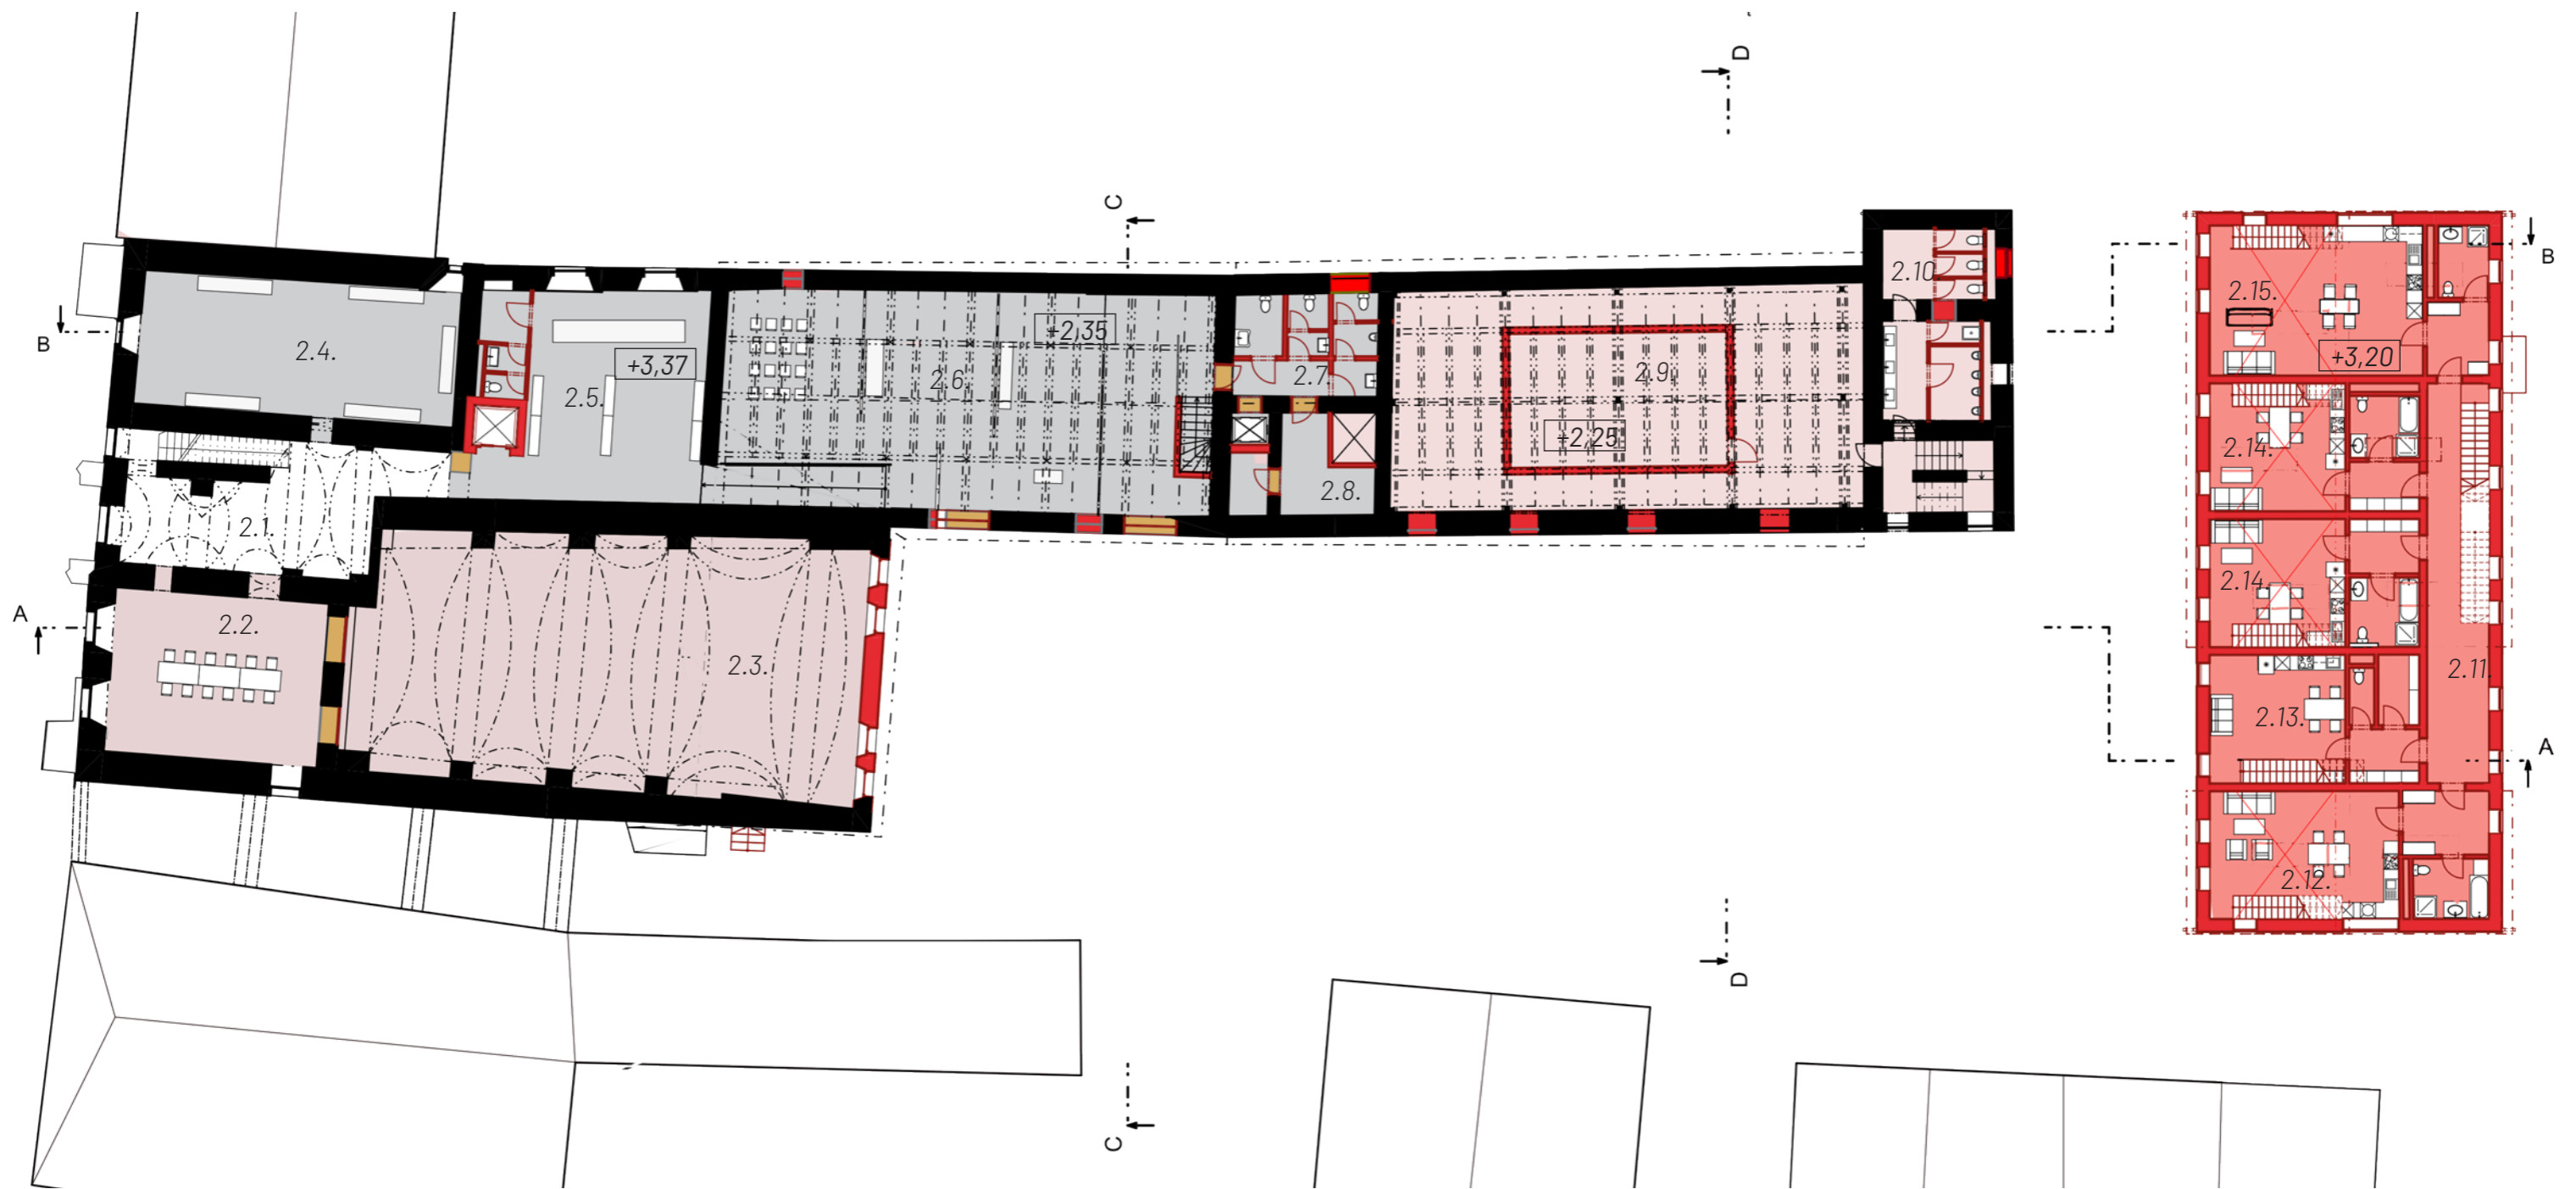 D
C
B
2.4.
2.5.
+3,37
2.6.
+2,35
2.7.
2.8.
2.9.
+2,25
2.10
2.1.
2.2.
2.3.
A
B
2.15.
+3,20
2.14.
2.14.
2.11.
2.13.
A
2.12.
D
C